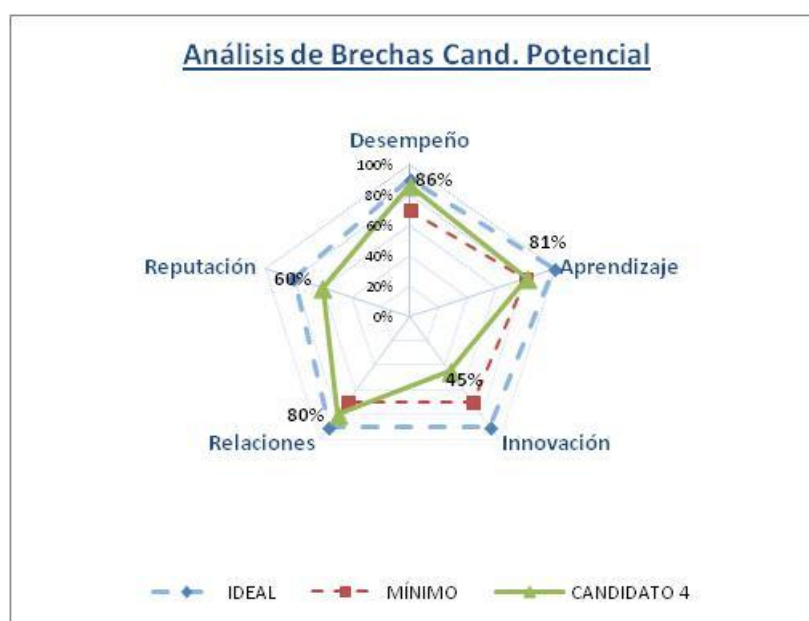 Análisis de Brechas Cand. Potencial
Desempeño
100%
86%
80%
81%
60%
Aprendizaje
Reputación
60%
40%
20%
0%
45%
80%
Relaciones
Innovación
IDEAL
MÍNIMO
CANDIDATO 4